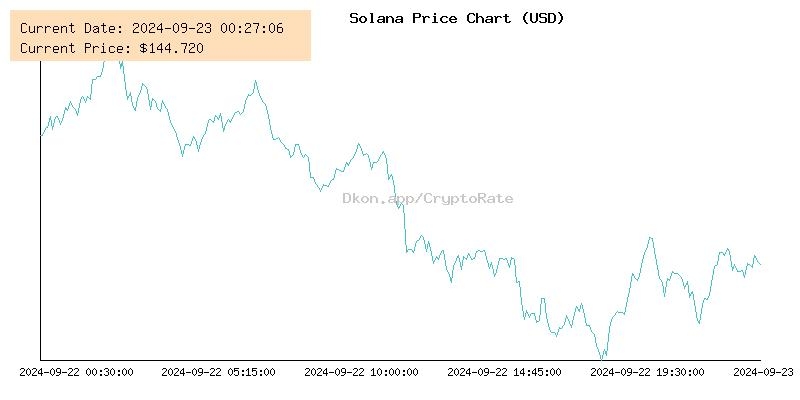 Solana Price Chart (USD)
Current Date: 2024-09-23 00:27:06
Current Price: $144.720
Dkon.app/CryptoRate
2024-09-22 00:30:00 2024-09-22 05:15:00 2024-09-22 10:00:00 2024-09-22 14:45:00 2024-09-22 19:30:00 2024-09-23